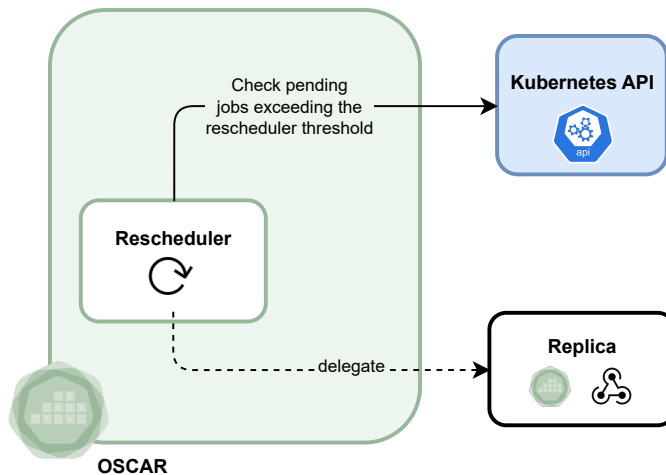 Check pending
jobs exceeding the
rescheduler threshold
Kubernetes API
api
Rescheduler
delegate
Replica
OSCAR